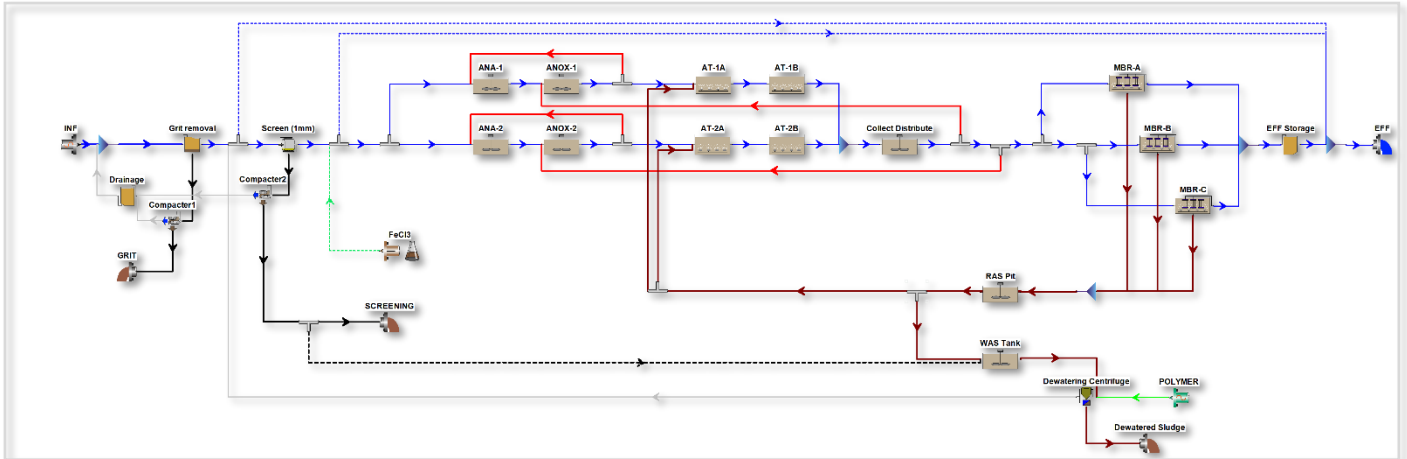 ANA-1
ANOX-1
AT-1A
AT-1B
MBR-A
INF
Grit removal
Screen (1mm)
ANA-2
ANOX-2
AT-2A
AT-2B
Collect Distribute
MBR-B
EFF Storage
EFF
Drainage
Compacter2
MBR-C
Compacter1
FeCl3
GRIT
RAS Pit
SCREENING
WAS Tank
Dewatering Centrifuge
POLYMER
Dewatered Sludge